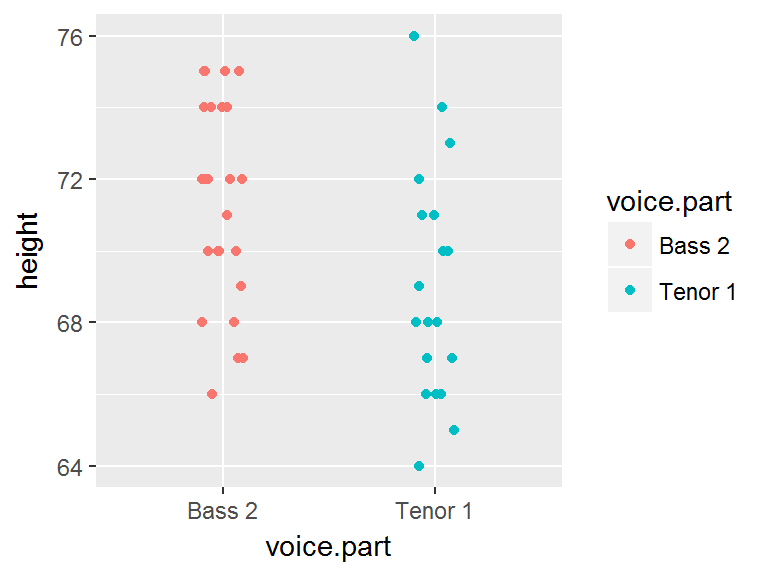 76
72
68
64
height
Bass 2
Tenor 1
voice.part
voice.part
Bass 2
Tenor 1